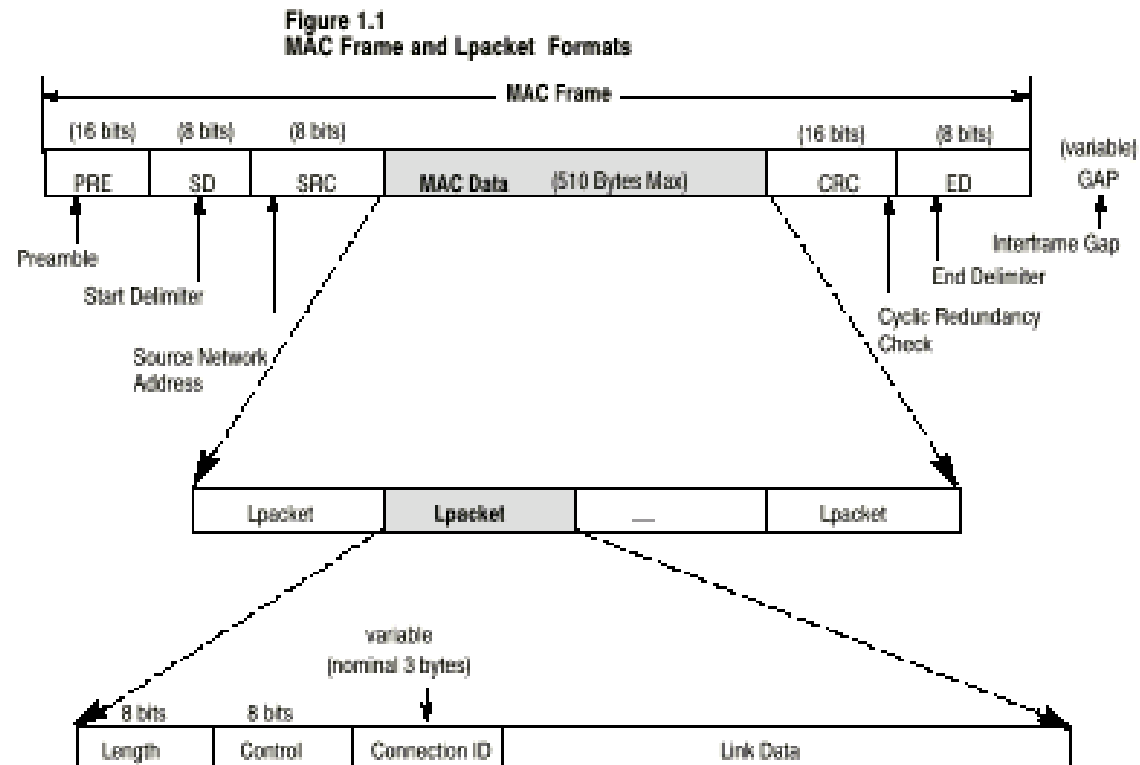 Figure 1.1
MAC Frame and Lpacket Formats
MAC Frame
(16 bits) (8 bits) (8 bits) (16 bits) (8 bits) (variable)
PRE SD SRC MAC Data (510 Bytes Max) CRC ED GAP
Preamble Interframe Gap
Start Delimiter End Delimiter
Source Network Cyclic Redundancy
Address Check
Lpacket Lpacket — Lpacket
variable
(nominal 3 bytes)
8 bits 8 bits
Length Control Connection ID Link Data